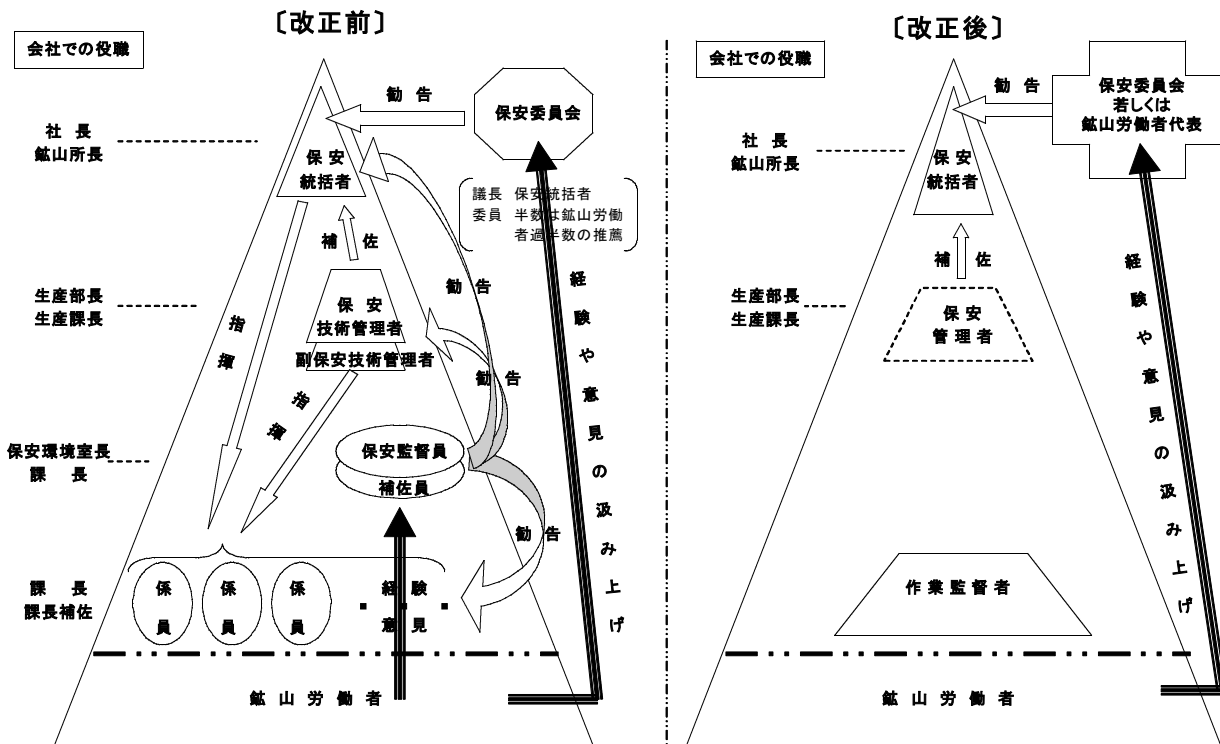 〔改正前〕
会社での役職
社 長
鉱山所長
生産部長
生産課長
保安環境室長
課 長
課 長
課長補佐
保 安
統括者
勧 告
保安委員会
議長 保安統括者
委員 半数は鉱山労働
者過半数の推薦
補 佐
保 安
技術管理者
副保安技術管理者
指揮
指揮
勧 告
勧 告
保安監督員
補佐員
勧 告
係員
係員
係員
経 験
意 見
経験や意見の汲み上げ
鉱 山 労 働 者
〔改正後〕
会社での役職
社 長
鉱山所長
生産部長
生産課長
保 安
統括者
勧 告
保安委員会
若しくは
鉱山労働者代表
補 佐
保 安
管 理 者
作 業 監 督 者
経験や意見の汲み上げ
鉱 山 労 働 者